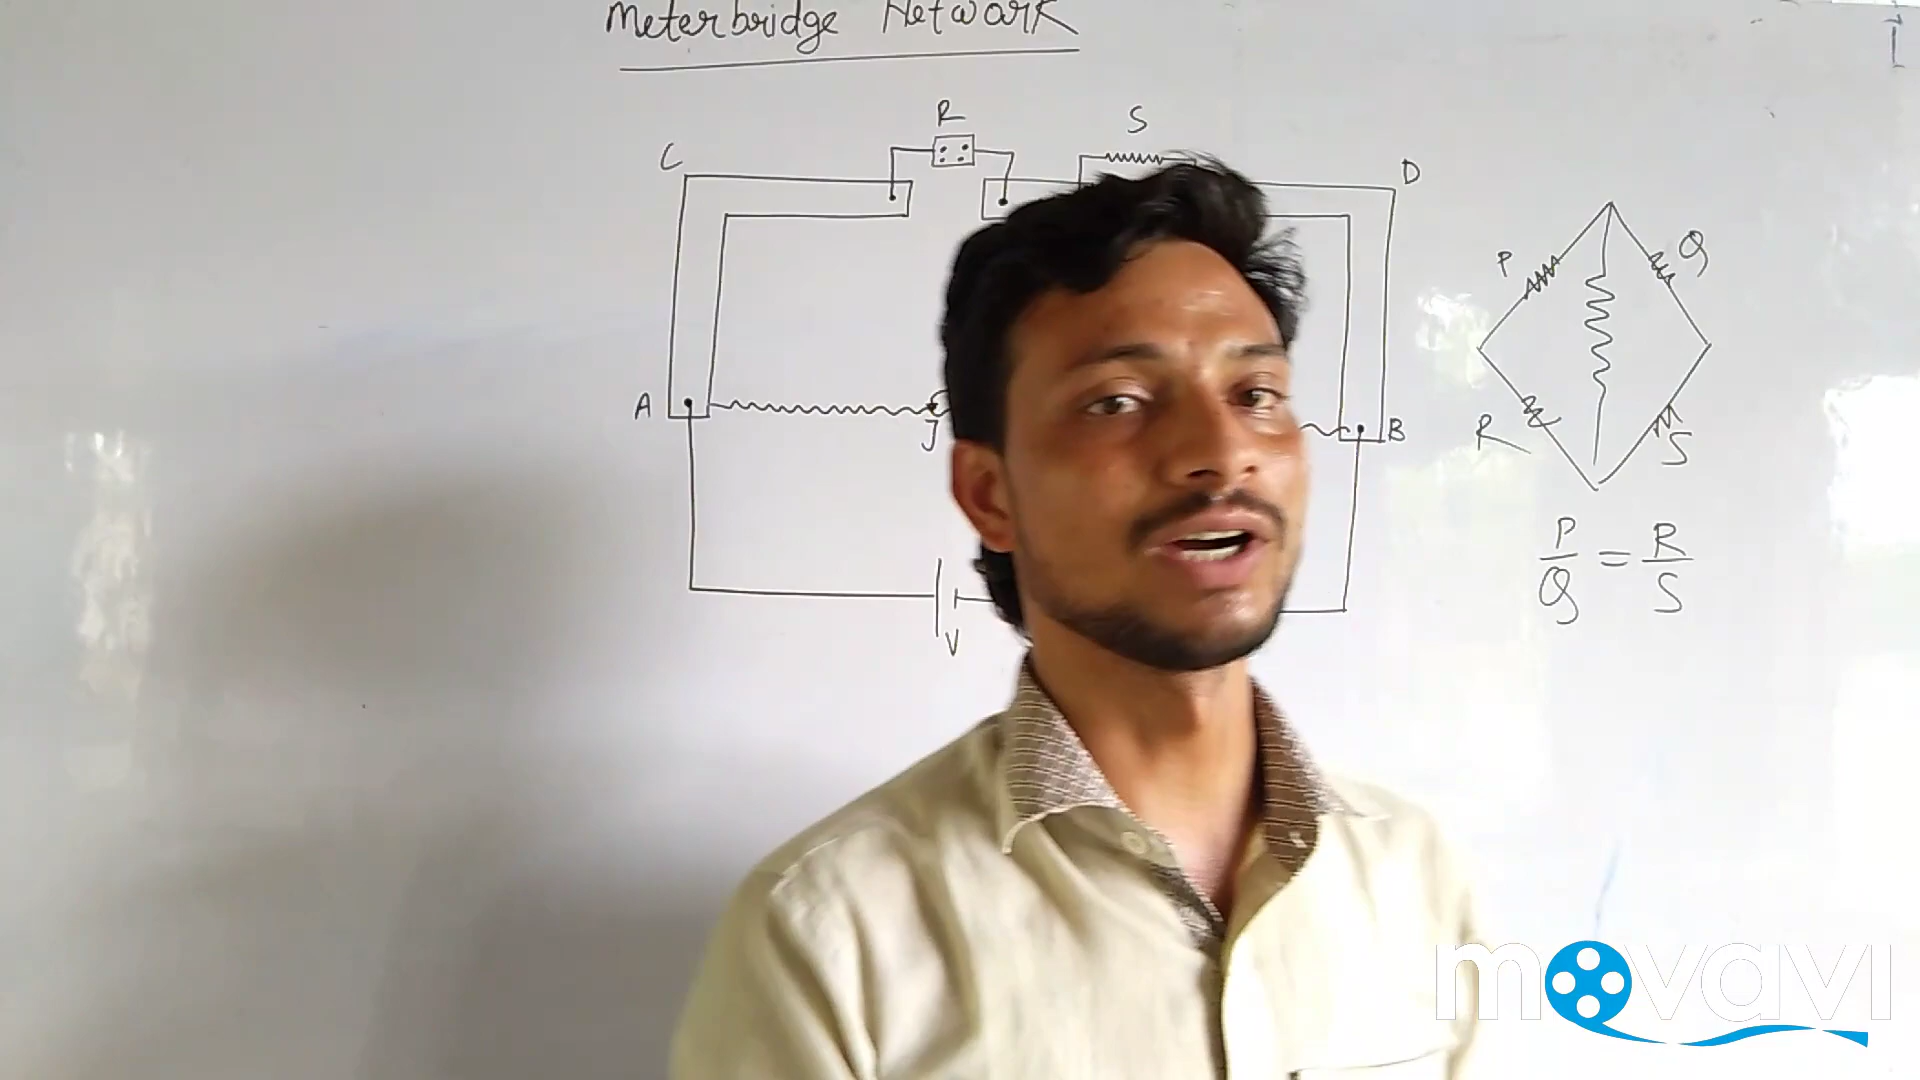 Meterbridge Network
R
S
C
D
P
Q
A
J
B
R
S
V
P/Q = R/S
movavi